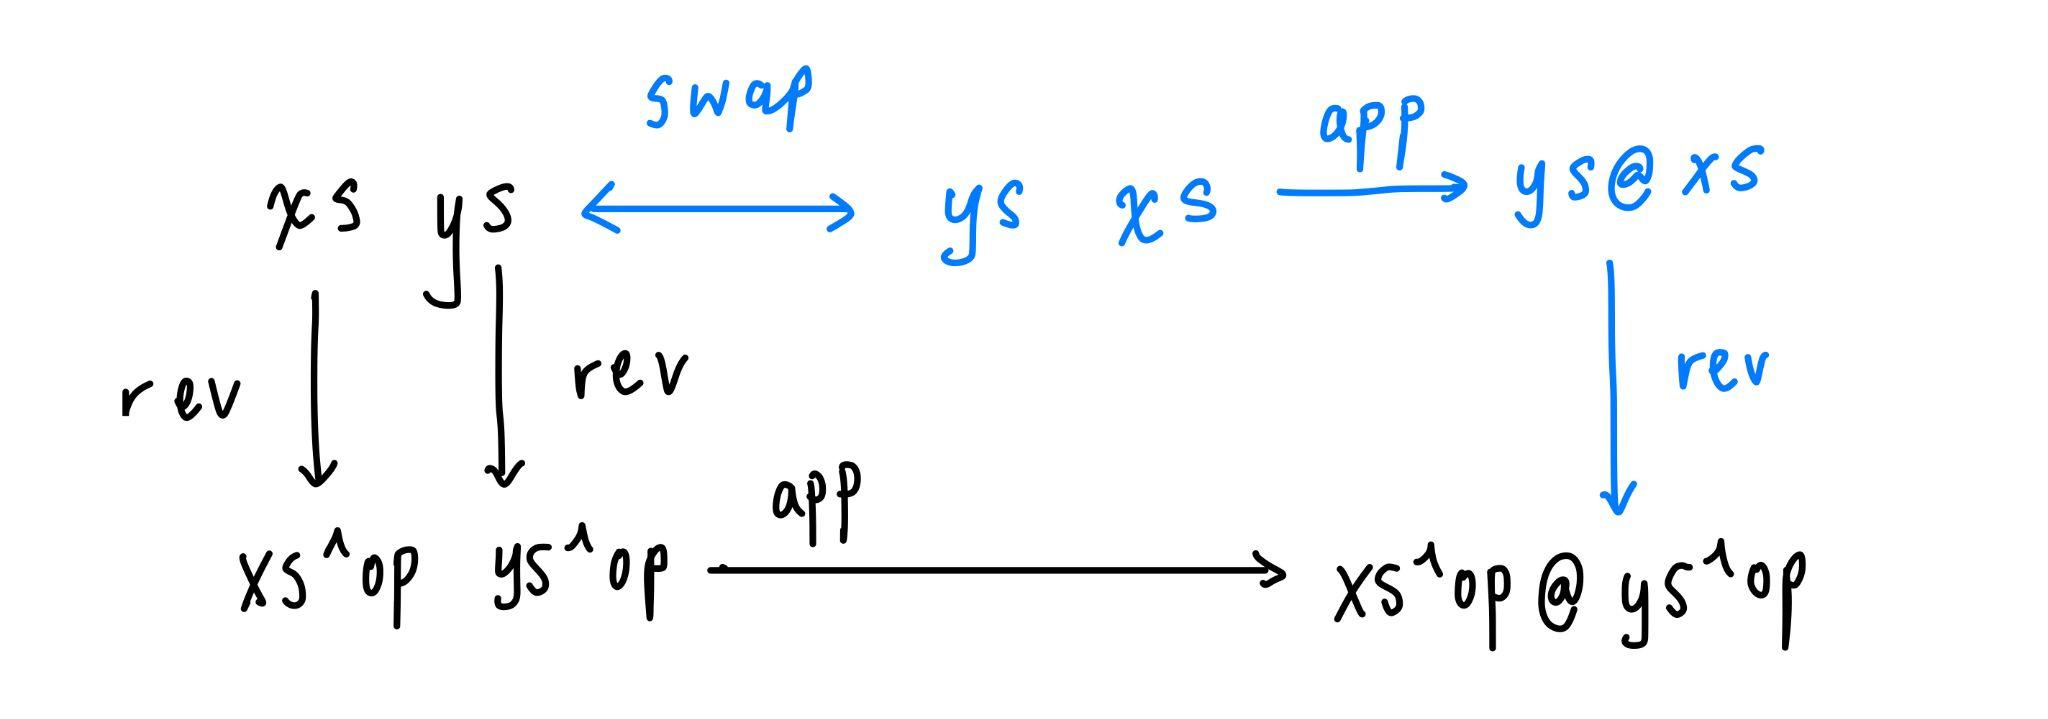 swap
app
xs ys ys xs ys@xs
rev rev rev
app
xs^op ys^op xs^op@ys^op